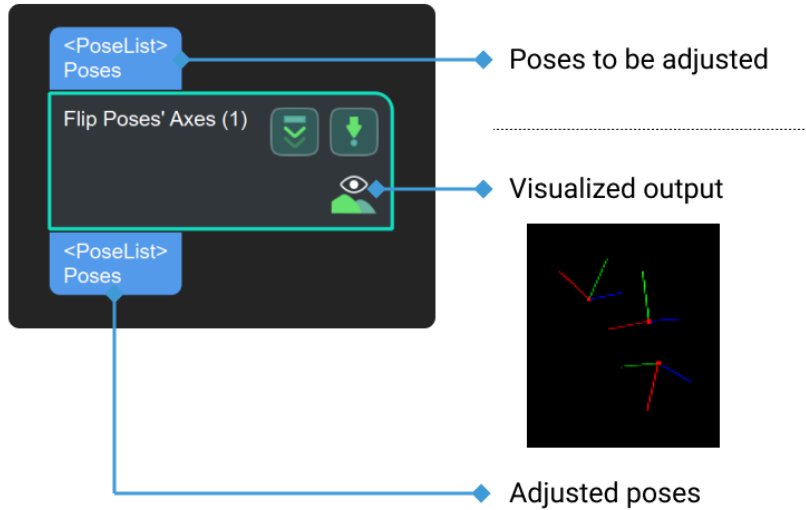 <PoseList>
Poses
Poses to be adjusted
Flip Poses' Axes (1)
Visualized output
<PoseList>
Poses
Adjusted poses